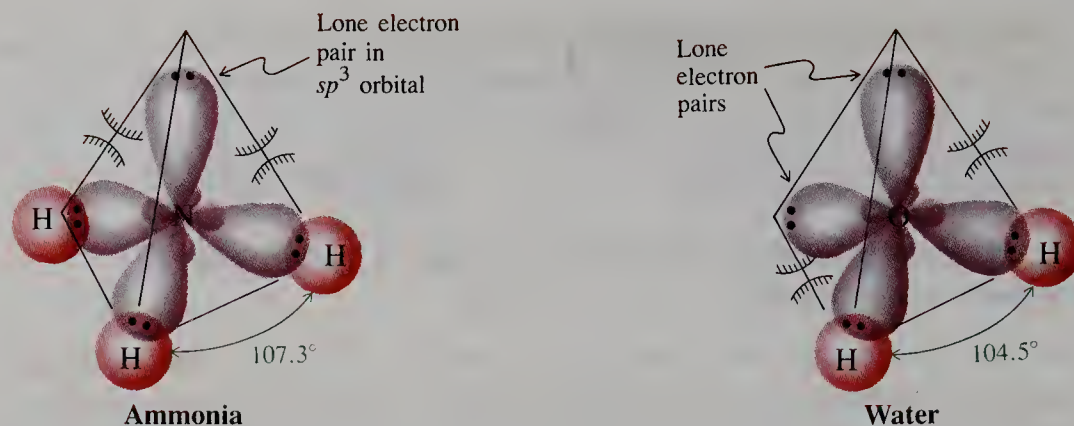 Lone electron
pair in
sp³ orbital
H
N
H
H
107.3°
Ammonia
Lone
electron
pairs
O
H
H
104.5°
Water